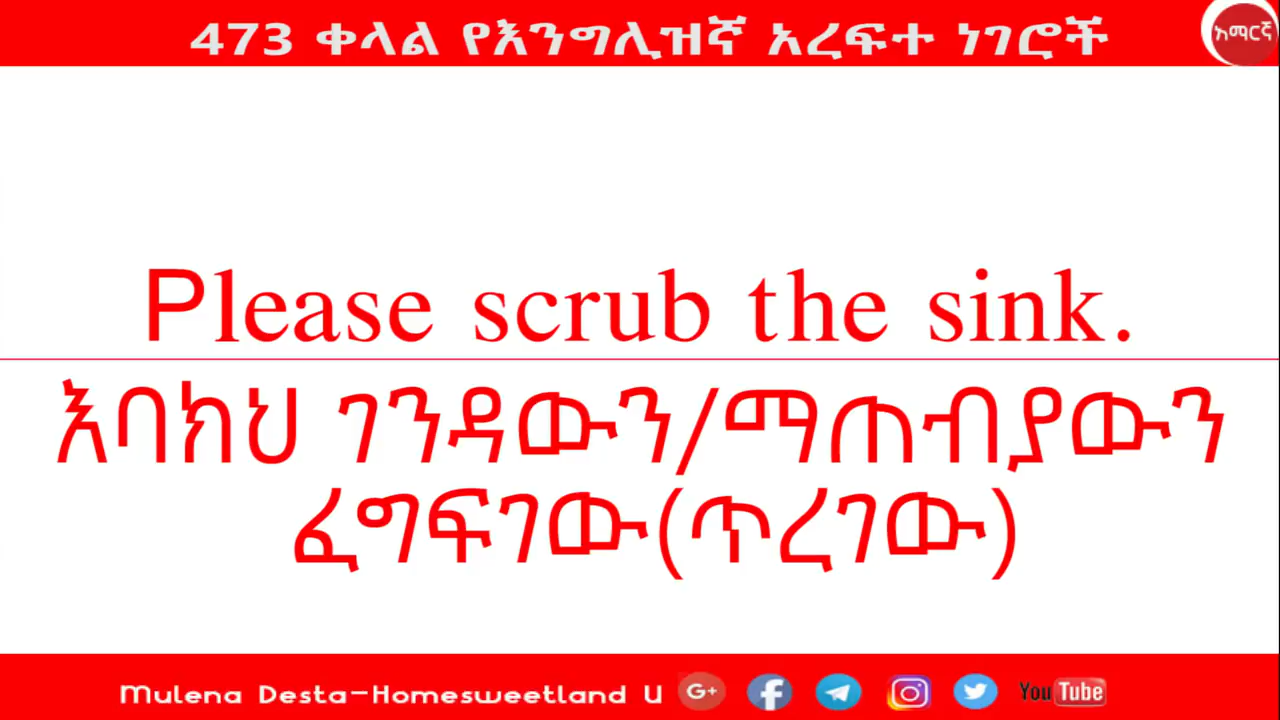 473 ቀላል የእንግሊዝኛ አረፍተ ነገሮች
አማርኛ
Please scrub the sink.
እባክህ ገንዳውን/ማጠብያውን
ፈግፍገው(ጥረገው)
Mulena Desta-Homesweetland U
G+
You Tube